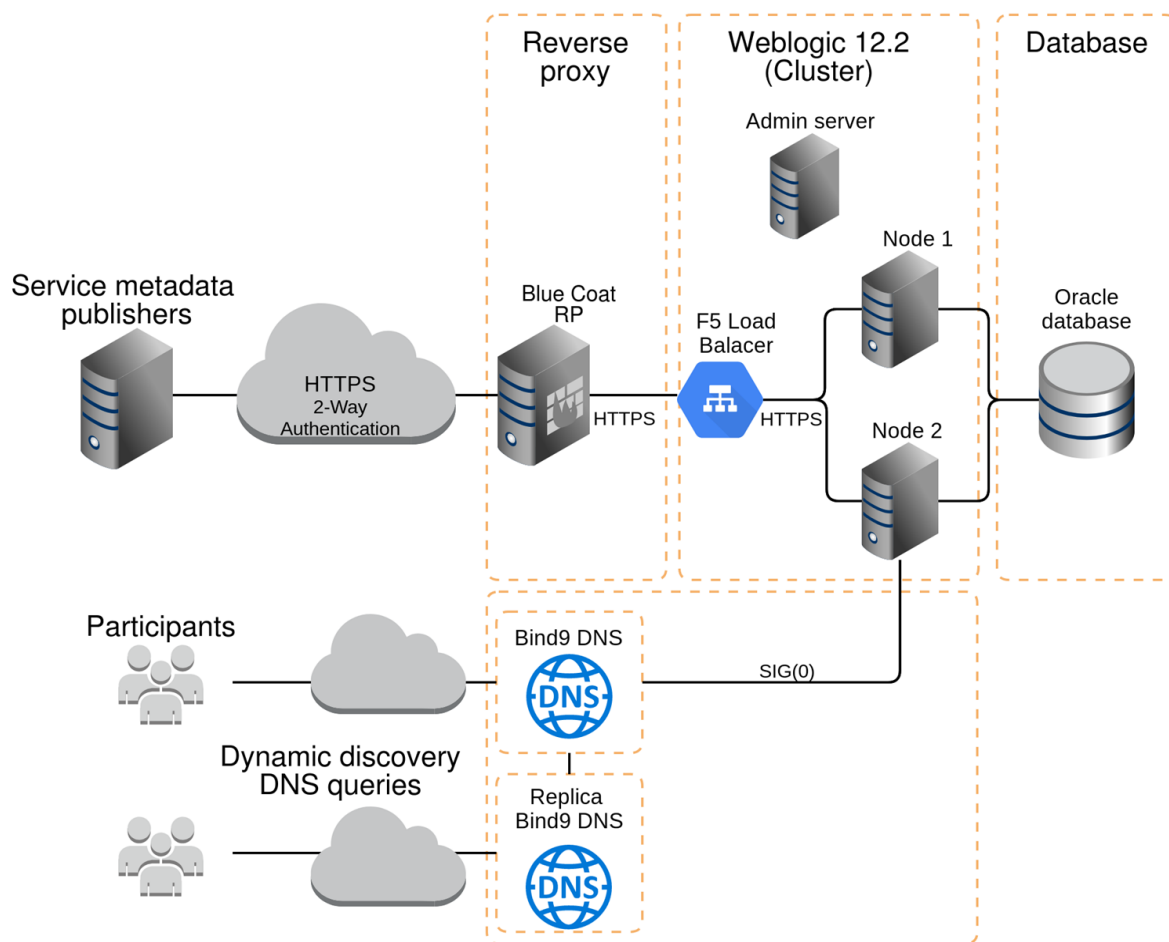 Reverse
proxy
Weblogic 12.2
(Cluster)
Database
Admin server
Node 1
Service metadata
publishers
Blue Coat
RP
F5 Load
Balacer
Oracle
database
HTTPS
2-Way
Authentication
HTTPS
HTTPS
Node 2
Participants
Bind9 DNS
DNS
SIG(0)
Dynamic discovery
DNS queries
Replica
Bind9 DNS
DNS